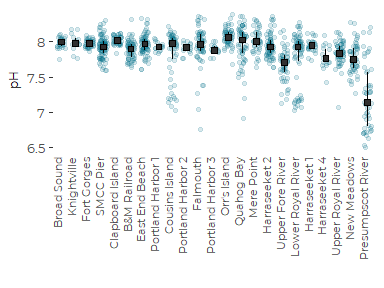 pH
8
7.5
7
6.5
Broad Sound
Knightville
Fort Gorges
SMCC Pier
Clapboard Island
B&M Railroad
East End Beach
Portland Harbor 1
Cousins Island
Portland Harbor 2
Falmouth
Portland Harbor 3
Orrs Island
Quahog Bay
Mere Point
Harraseeket 2
Upper Fore River
Lower Royal River
Harraseeket 1
Harraseeket 4
Upper Royal River
New Meadows
Presumpscot River